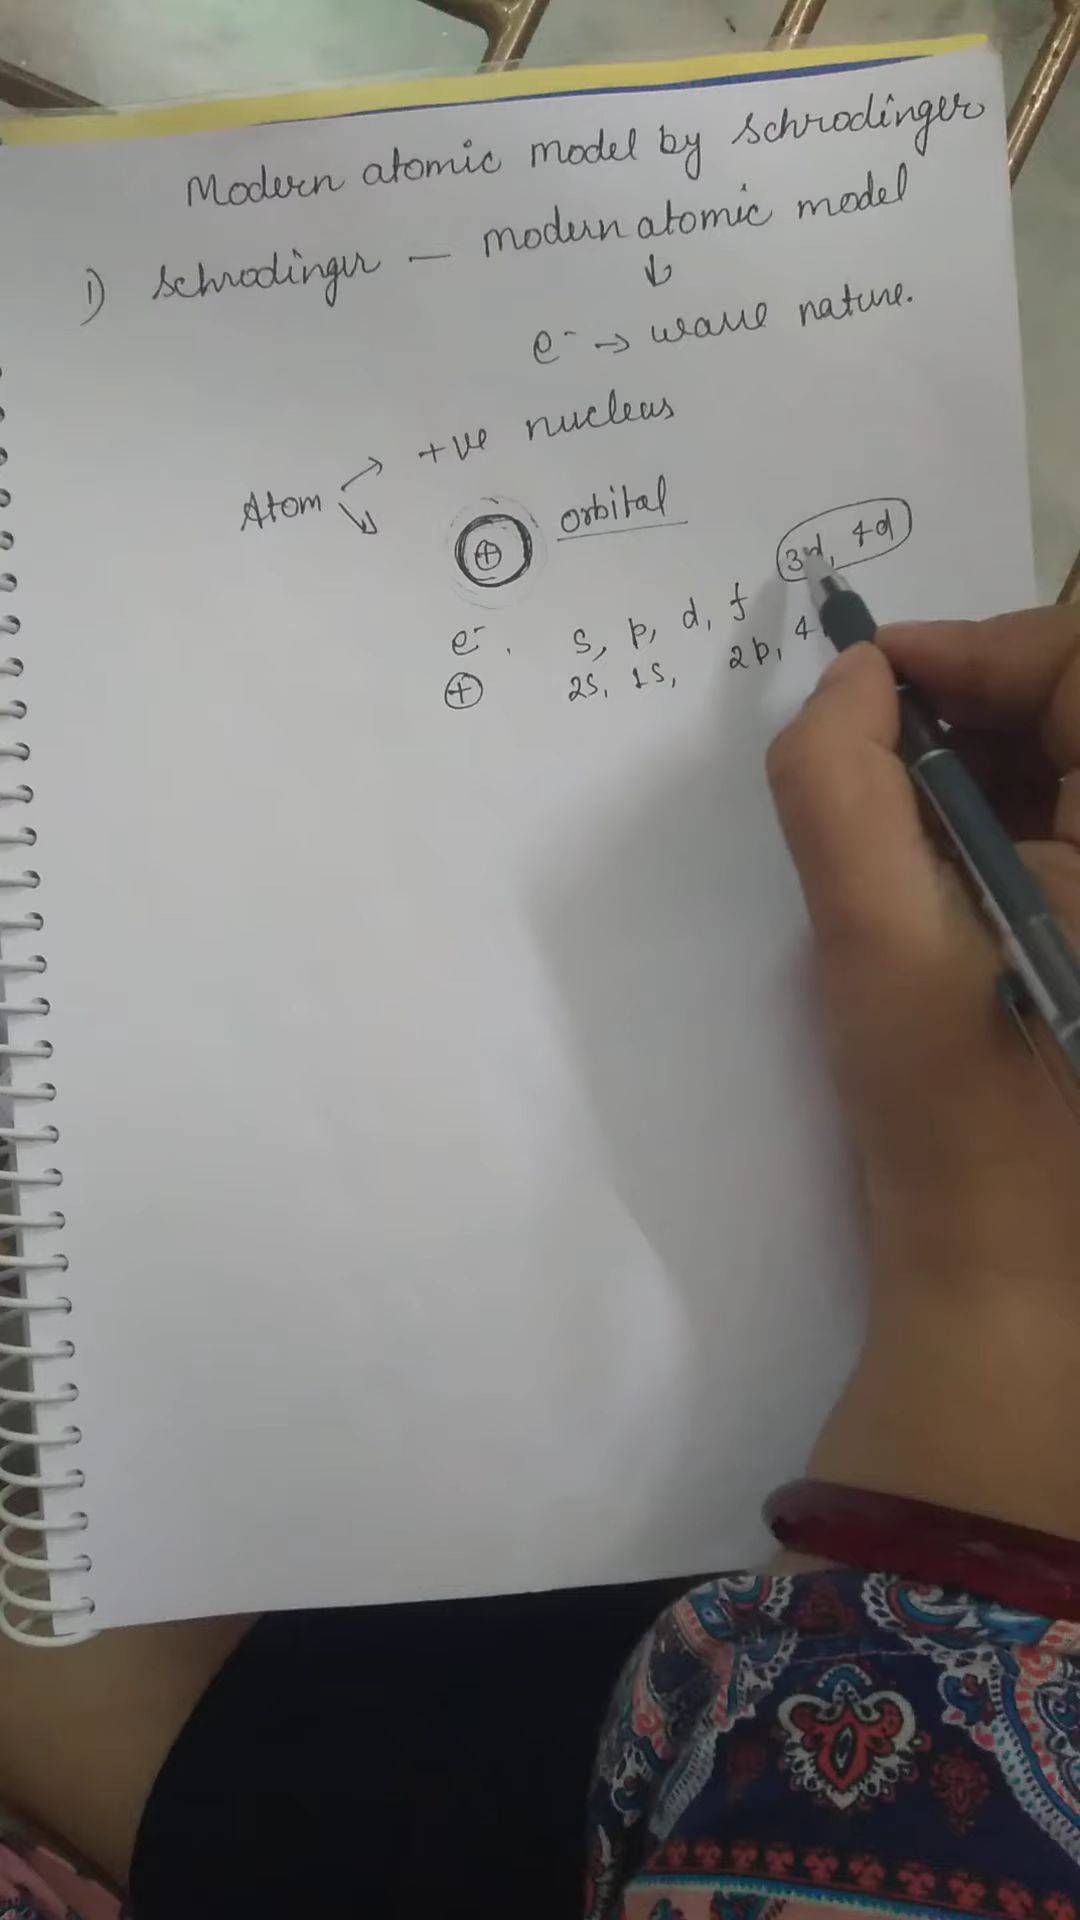 Modern atomic model by schrodinger
1) schrodinger — modern atomic model
↓
e⁻ → wave nature.
Atom → +ve nucleus
⊕ orbital
3d, 4d
e⁻. s, p, d, f
⊕ 2s, 1s, 2p, 4